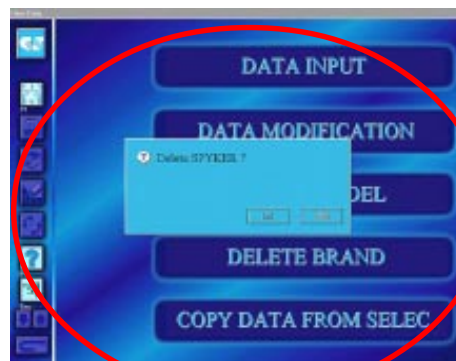 DATA INPUT
DATA MODIFICATION
Delete SPYKER ?
DEL
DELETE BRAND
COPY DATA FROM SELEC